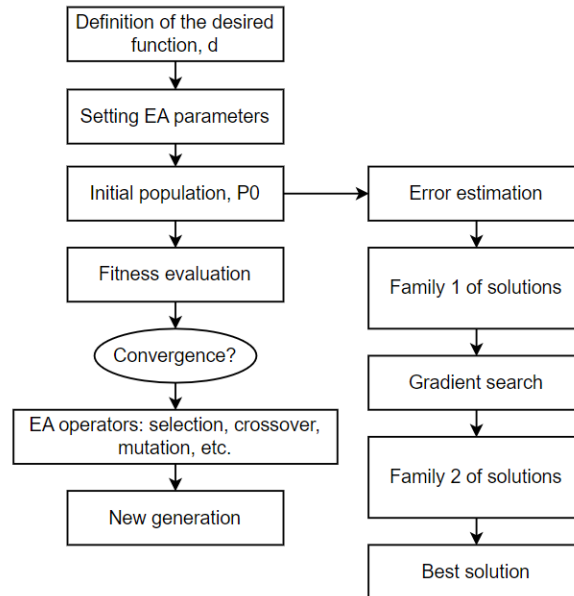 Definition of the desired
function, d
Setting EA parameters
Initial population, P0
Error estimation
Fitness evaluation
Family 1 of solutions
Convergence?
Gradient search
EA operators: selection, crossover,
mutation, etc.
Family 2 of solutions
New generation
Best solution